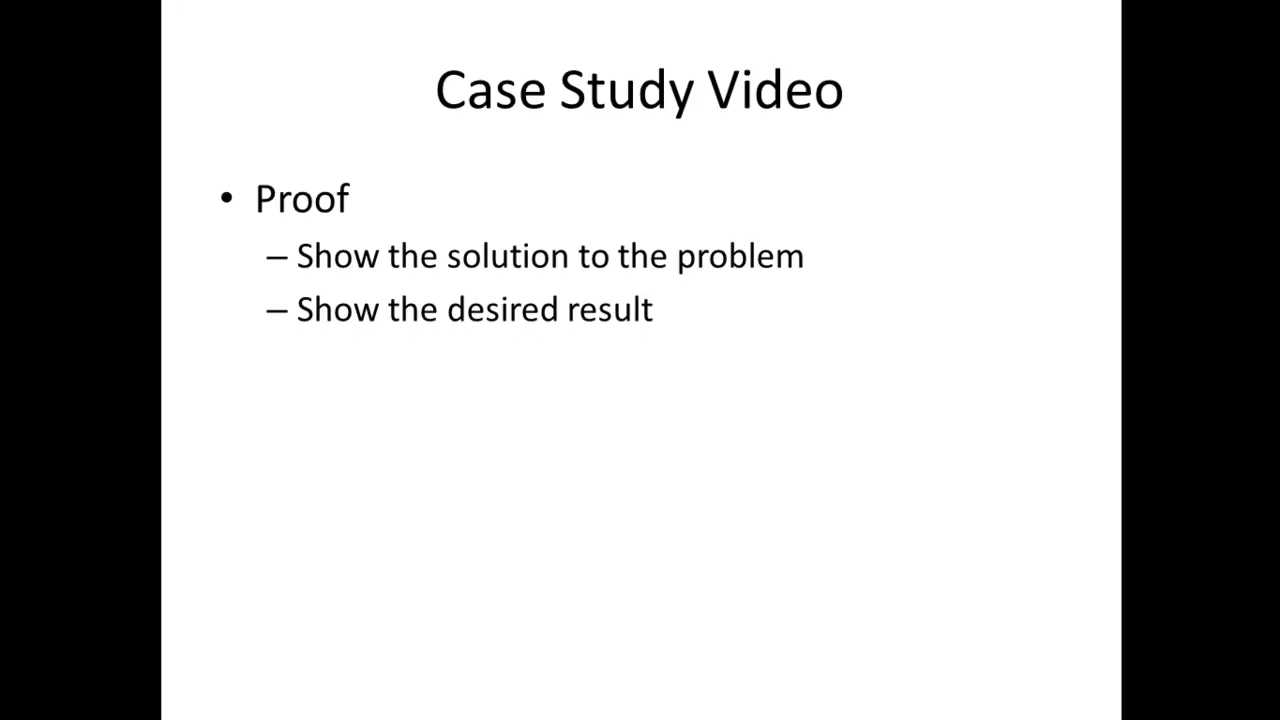 Case Study Video
• Proof
– Show the solution to the problem
– Show the desired result